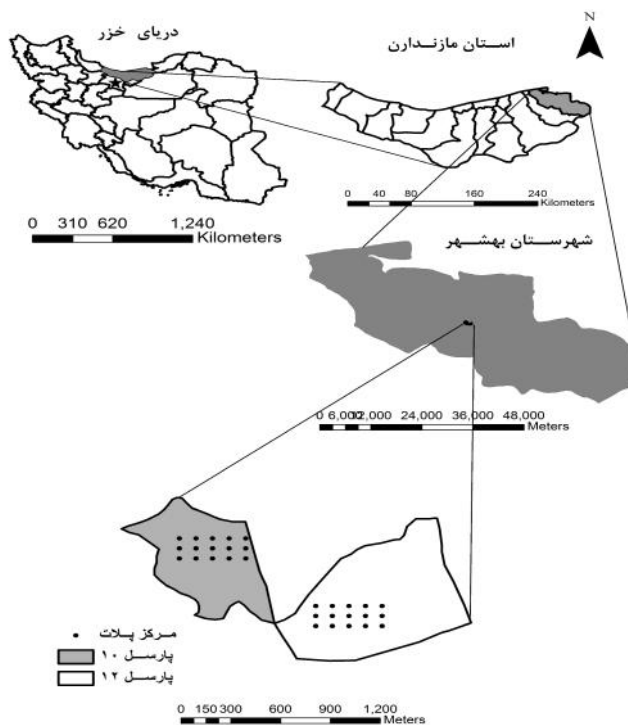 N
دریای خزر
استان مازندارن
0 310 620 1,240
Kilometers
0 40 80 160 240
Kilometers
شهرستان بهشهر
0 6,000 12,000 24,000 36,000 48,000
Meters
مرکز پلات
پارسل ۱۰
پارسل ۱۲
0 150 300 600 900 1,200
Meters